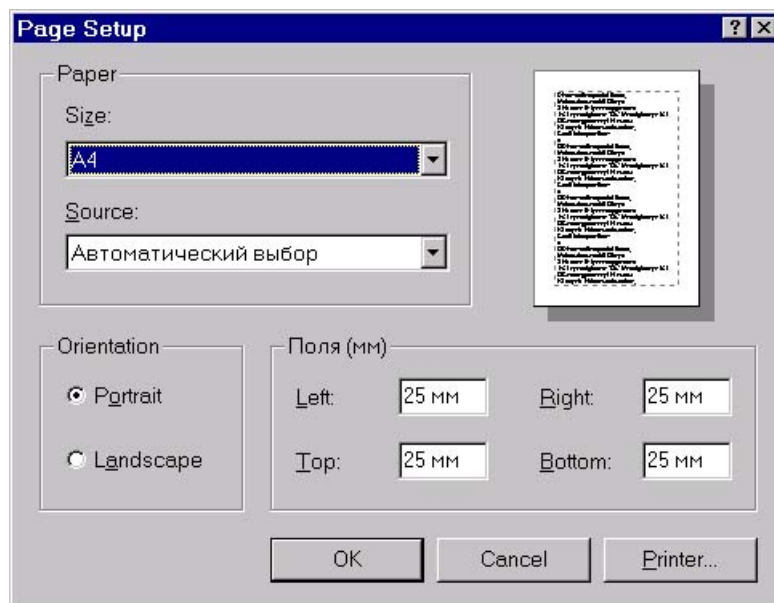 Page Setup
Paper
Size:
A4
Source:
Автоматический выбор
Orientation
Portrait
Landscape
Поля (мм)
Left: 25 мм Right: 25 мм
Top: 25 мм Bottom: 25 мм
OK Cancel Printer...